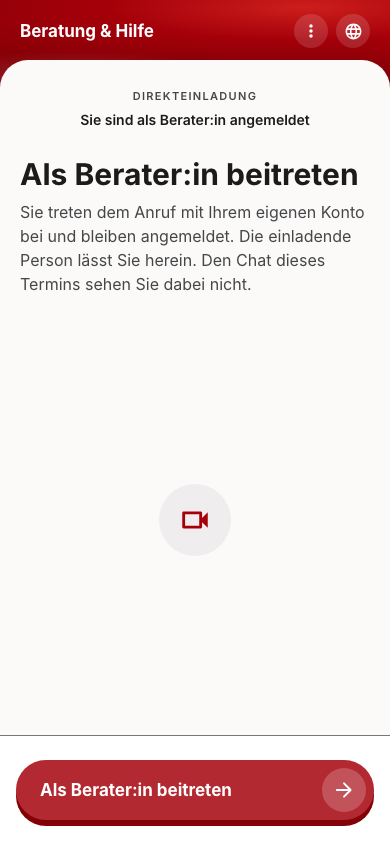 Beratung & Hilfe
DIREKTEINLADUNG
Sie sind als Berater:in angemeldet
Als Berater:in beitreten
Sie treten dem Anruf mit Ihrem eigenen Konto
bei und bleiben angemeldet. Die einladende
Person lässt Sie herein. Den Chat dieses
Termins sehen Sie dabei nicht.
Als Berater:in beitreten